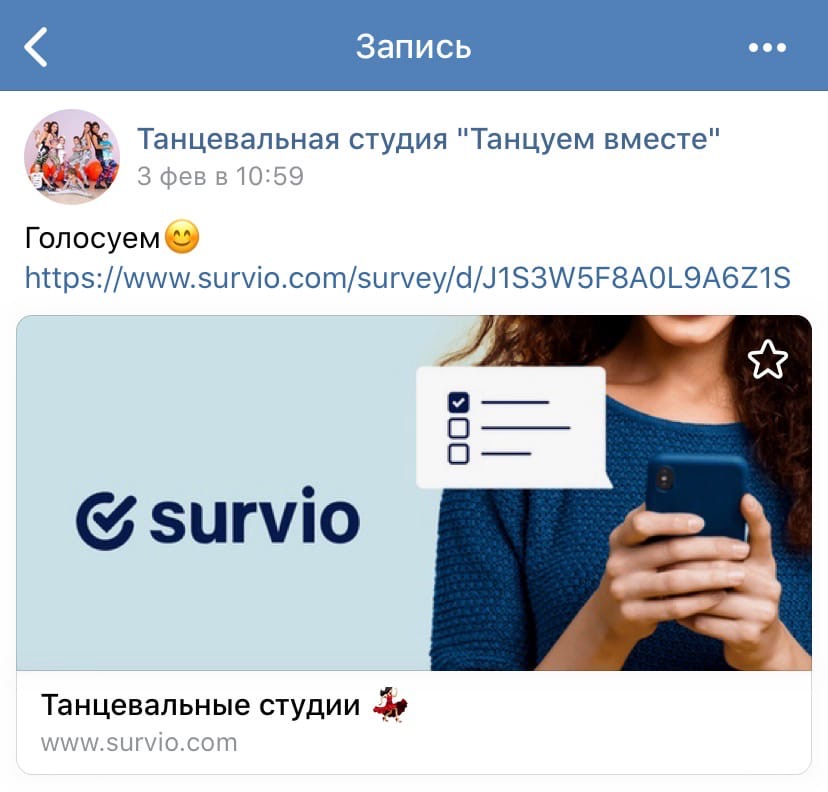 Запись
Танцевальная студия "Танцуем вместе"
3 фев в 10:59
Голосуем😊
https://www.survio.com/survey/d/J1S3W5F8A0L9A6Z1S
survio
Танцевальные студии 💃
www.survio.com